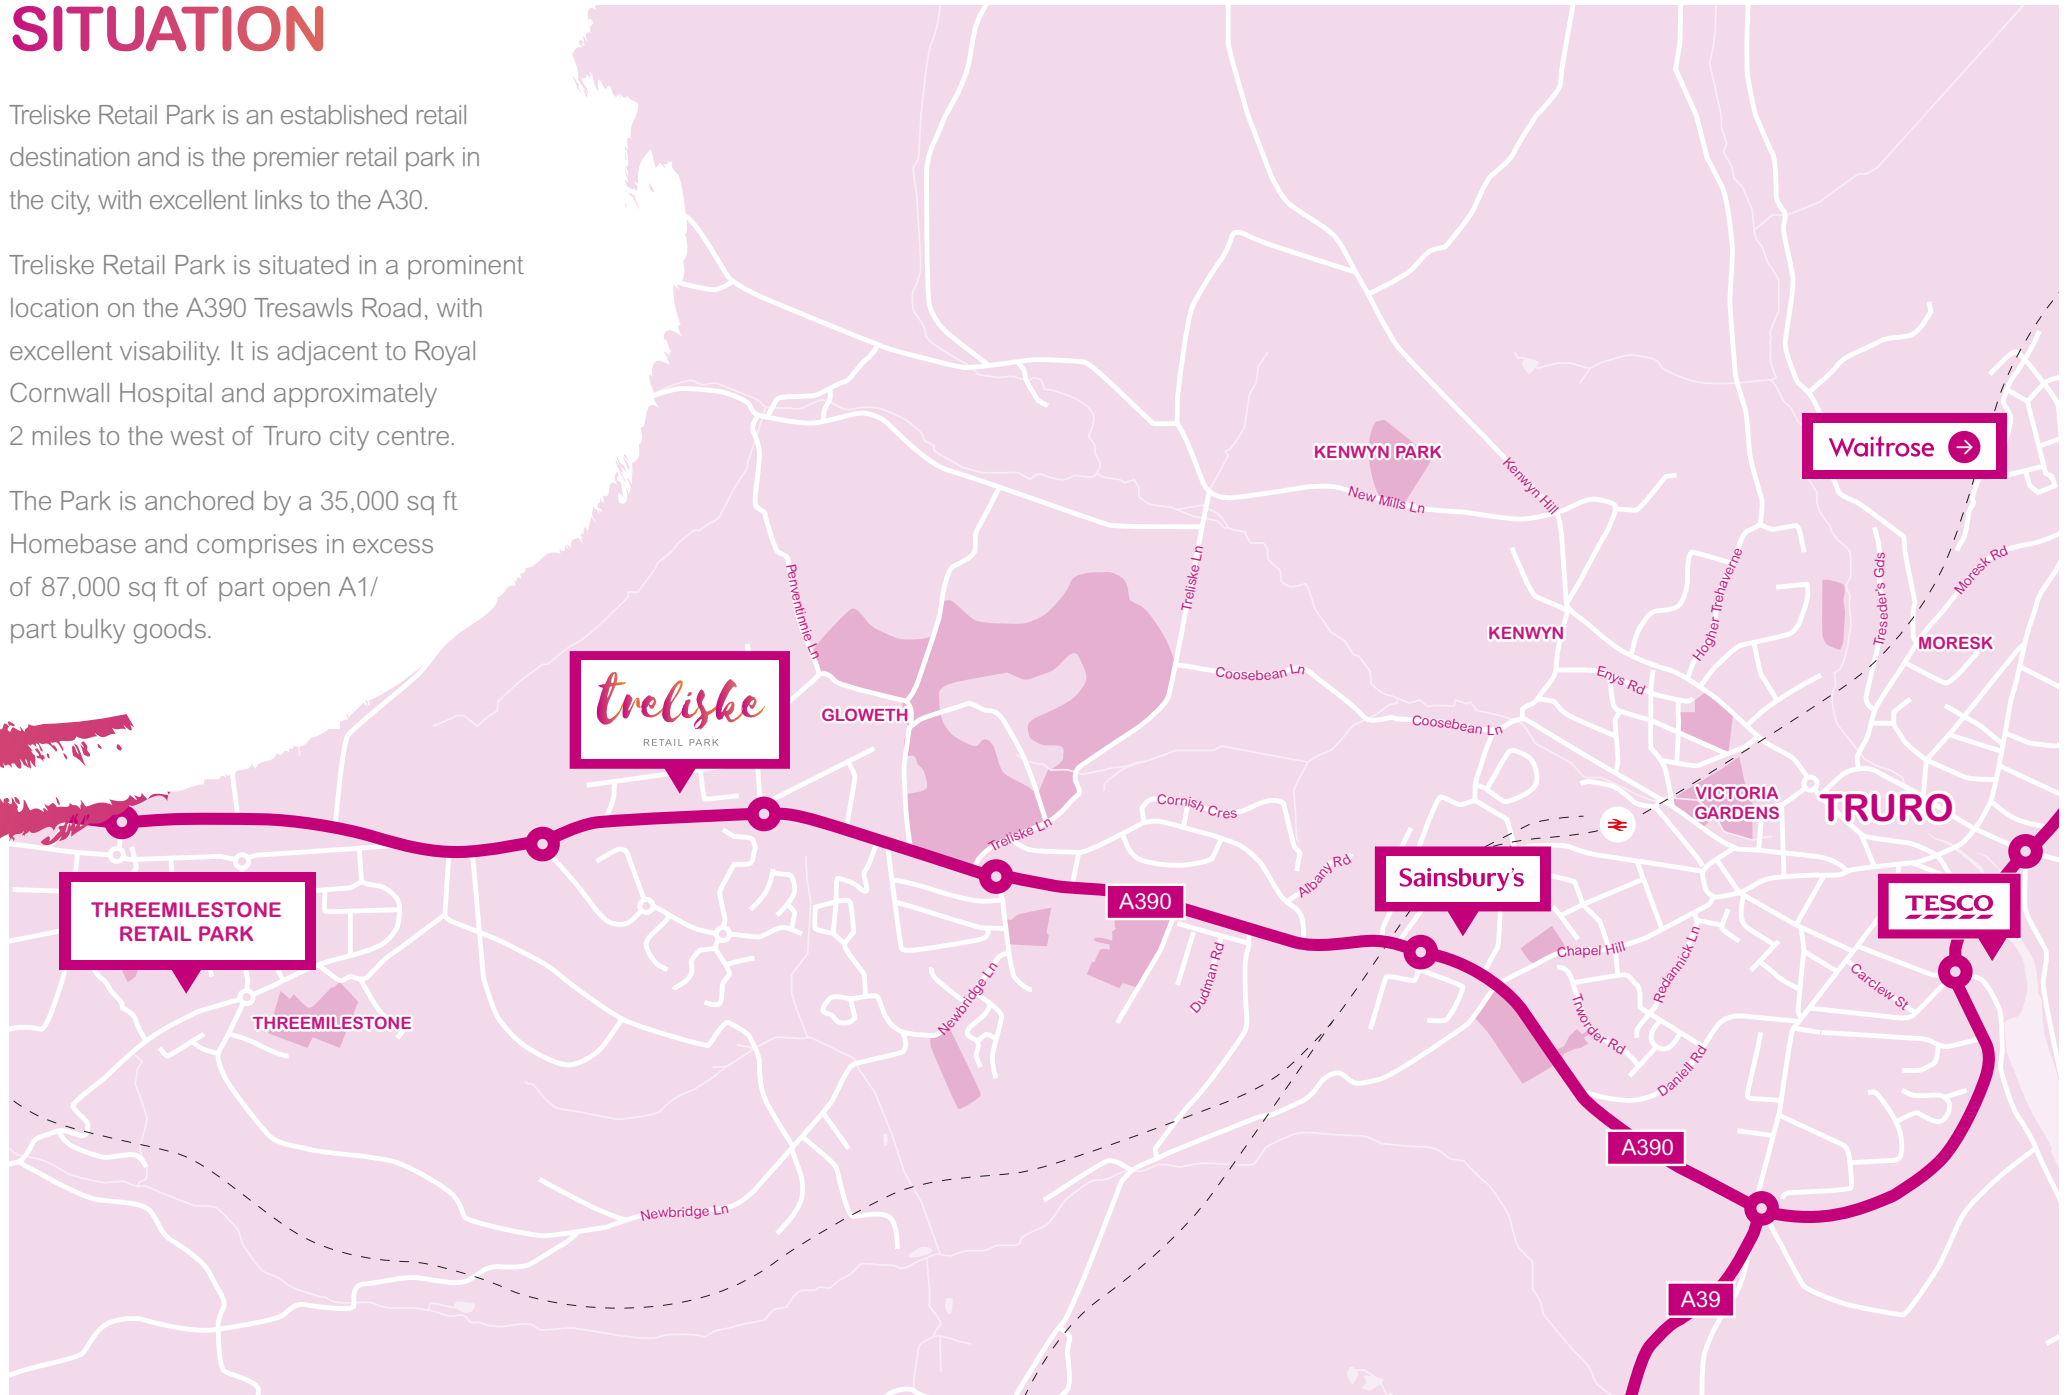 SITUATION
Treliske Retail Park is an established retail
destination and is the premier retail park in
the city, with excellent links to the A30.
Treliske Retail Park is situated in a prominent
location on the A390 Tresawls Road, with
excellent visability. It is adjacent to Royal
Cornwall Hospital and approximately
2 miles to the west of Truro city centre.
The Park is anchored by a 35,000 sq ft
Homebase and comprises in excess
of 87,000 sq ft of part open A1/
part bulky goods.
Waitrose
KENWYN PARK
Kenwyn Hill
New Mills Ln
Penventinnie Ln
Treliske Ln
Hogher Trehaverne
Treseder's Gds
Moresk Rd
KENWYN
MORESK
Coosebean Ln
Enys Rd
treliske
RETAIL PARK
GLOWETH
Coosebean Ln
Cornish Cres
VICTORIA
GARDENS
TRURO
Treliske Ln
Albany Rd
Sainsbury's
A390
TESCO
THREEMILESTONE
RETAIL PARK
Chapel Hill
Redannick Ln
Carclew St
Dudman Rd
Newbridge Ln
THREEMILESTONE
Tworder Rd
Daniell Rd
A390
Newbridge Ln
A39